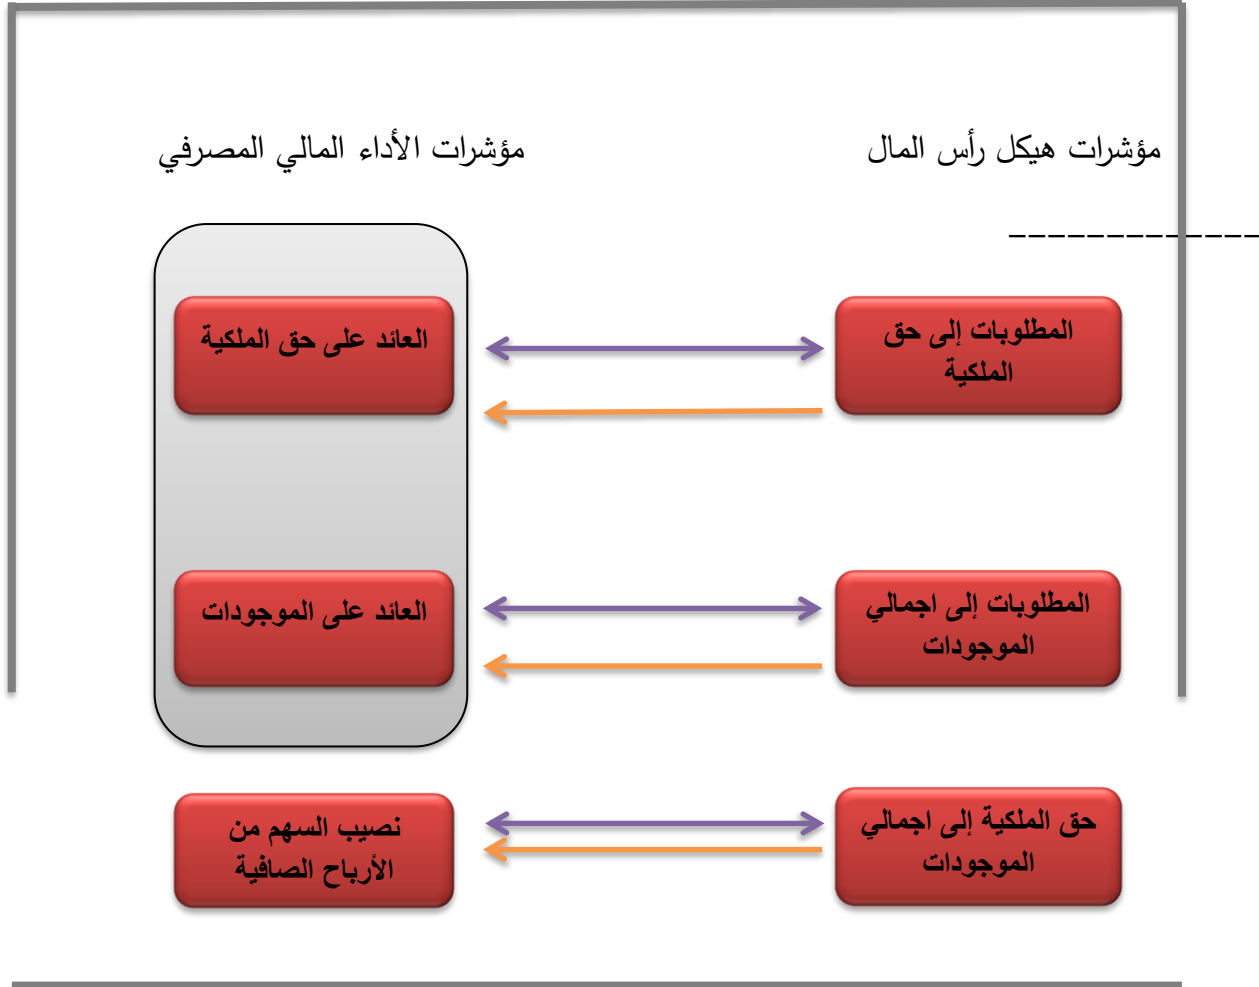 مؤشرات هيكل رأس المال
مؤشرات الأداء المالي المصرفي
--------------
المطلوبات إلى حق
الملكية
العائد على حق الملكية
المطلوبات إلى اجمالي
الموجودات
العائد على الموجودات
حق الملكية إلى اجمالي
الموجودات
نصيب السهم من
الأرباح الصافية